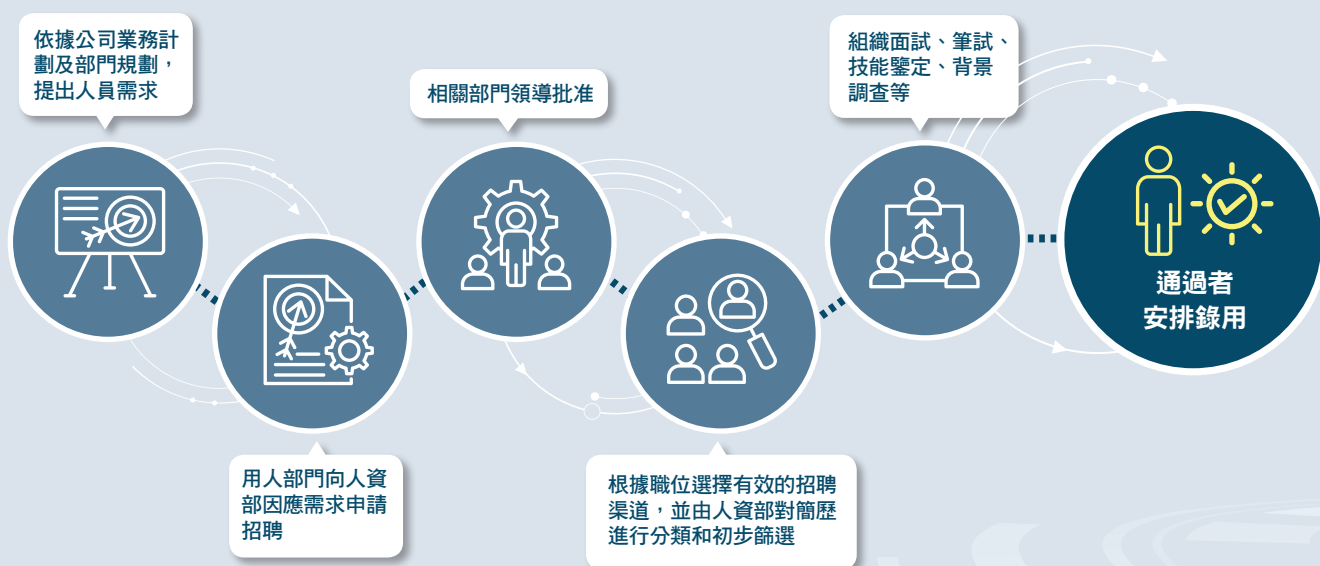 依據公司業務計
劃及部門規劃，
提出人員需求
用人部門向人資
部因應需求申請
招聘
相關部門領導批准
根據職位選擇有效的招聘
渠道，並由人資部對簡歷
進行分類和初步篩選
組織面試、筆試、
技能鑒定、背景
調查等
通過者
安排錄用